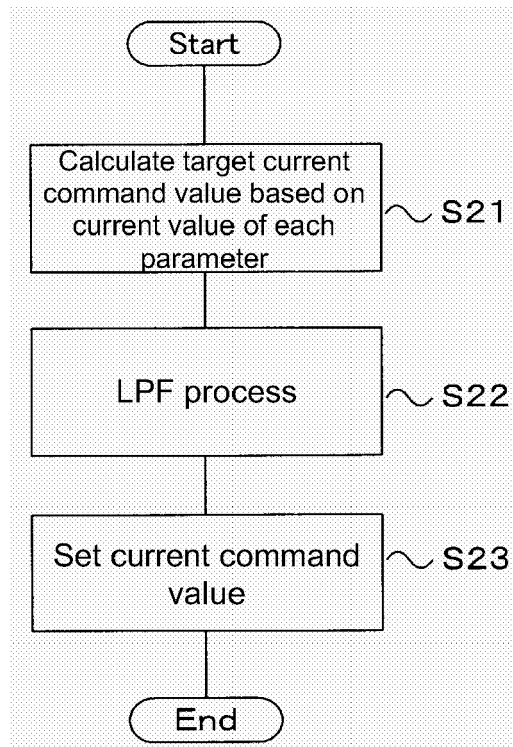 Start
Calculate target current
command value based on
current value of each
parameter
S21
LPF process
S22
Set current command
value
S23
End